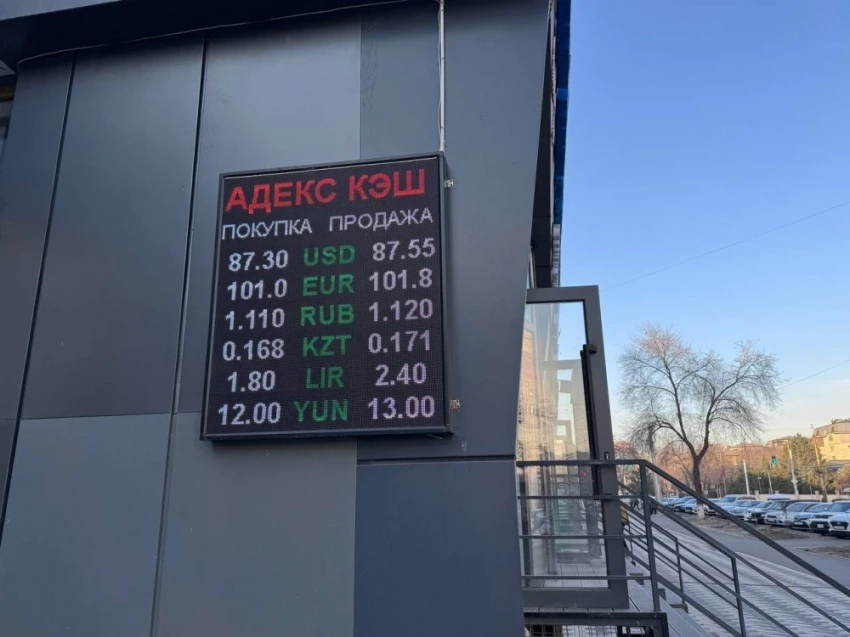 АДЕКС КЭШ
ПОКУПКА ПРОДАЖА
87.30 USD 87.55
101.0 EUR 101.8
1.110 RUB 1.120
0.168 KZT 0.171
1.80 LIR 2.40
12.00 YUN 13.00